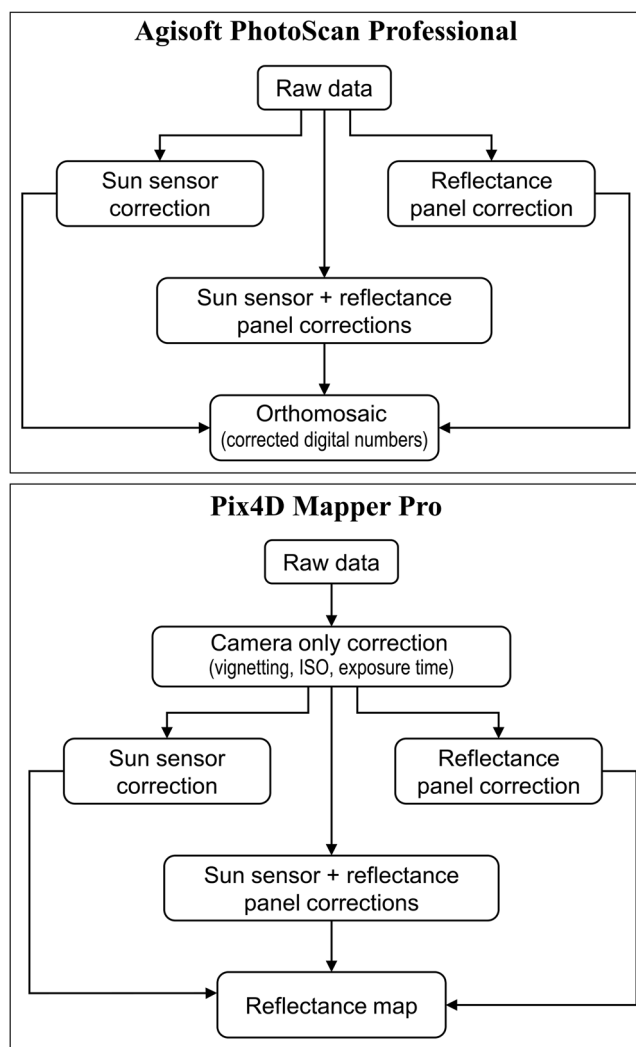 Agisoft PhotoScan Professional
Raw data
Sun sensor
correction
Reflectance
panel correction
Sun sensor + reflectance
panel corrections
Orthomosaic
(corrected digital numbers)
Pix4D Mapper Pro
Raw data
Camera only correction
(vignetting, ISO, exposure time)
Sun sensor
correction
Reflectance
panel correction
Sun sensor + reflectance
panel corrections
Reflectance map